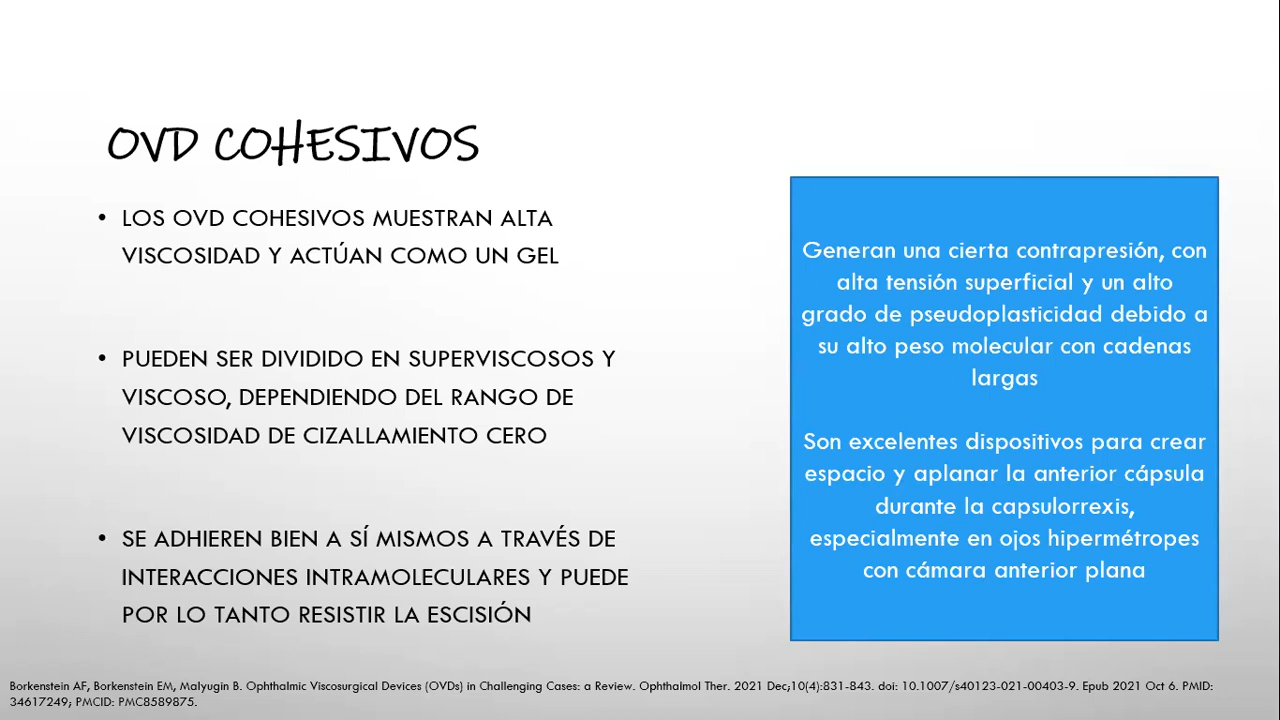 OVD COHESIVOS
• LOS OVD COHESIVOS MUESTRAN ALTA
VISCOSIDAD Y ACTÚAN COMO UN GEL
• PUEDEN SER DIVIDIDO EN SUPERVISCOSOS Y
VISCOSO, DEPENDIENDO DEL RANGO DE
VISCOSIDAD DE CIZALLAMIENTO CERO
• SE ADHIEREN BIEN A SÍ MISMOS A TRAVÉS DE
INTERACCIONES INTRAMOLECULARES Y PUEDE
POR LO TANTO RESISTIR LA ESCISIÓN
Generan una cierta contrapresión, con
alta tensión superficial y un alto
grado de pseudoplasticidad debido a
su alto peso molecular con cadenas
largas
Son excelentes dispositivos para crear
espacio y aplanar la anterior cápsula
durante la capsulorrexis,
especialmente en ojos hipermétropes
con cámara anterior plana
Borkenstein AF, Borkenstein EM, Malyugin B. Ophthalmic Viscosurgical Devices (OVDs) in Challenging Cases: a Review. Ophthalmol Ther. 2021 Dec;10(4):831-843. doi: 10.1007/s40123-021-00403-9. Epub 2021 Oct 6. PMID:
34617249; PMCID: PMC8589875.